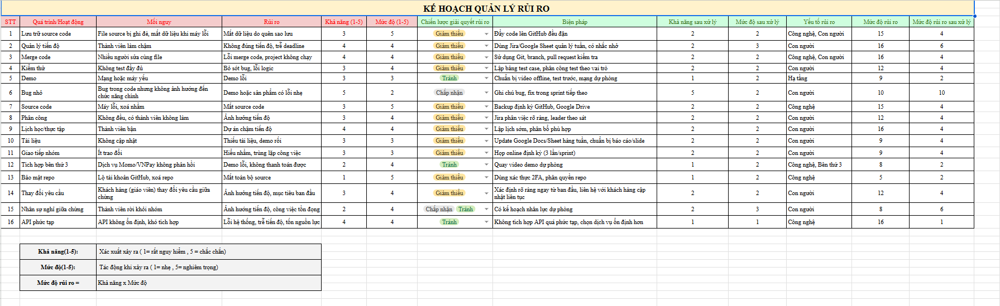 KẾ HOẠCH QUẢN LÝ RỦI RO
STT Quá trình/Hoạt động Mối nguy Rủi ro Khả năng (1-5) Mức độ (1-5) Chiến lược giải quyết rủi ro Biện pháp Khả năng sau xử lý Mức độ sau xử lý Yếu tố rủi ro Mức độ rủi ro Mức độ rủi ro sau xử lý
1 Lưu trữ source code File source bị ghi đè, mất dữ liệu khi máy lỗi Mất dữ liệu do quên sao lưu 3 5 Giảm thiểu Đẩy code lên GitHub đều đặn 2 2 Công nghệ, Con người 15 4
2 Quản lý tiến độ Thành viên làm chậm Không đúng tiến độ, trễ deadline 4 4 Giảm thiểu Dùng Jira/Google Sheet quản lý tuần, có nhắc nhở 2 3 Con người 16 6
3 Merge code Nhiều người sửa cùng file Lỗi merge code, project không chạy 4 4 Giảm thiểu Sử dụng Git, branch, pull request kiểm tra 2 2 Công nghệ, Con người 16 4
4 Kiểm thử Không test đầy đủ Bỏ sót bug, lỗi logic 3 4 Giảm thiểu Lập bảng test case, phân công test theo vai trò 2 2 Con người 12 4
5 Demo Mạng hoặc máy yếu Demo lỗi 3 3 Tránh Chuẩn bị video offline, test trước, mạng dự phòng 1 2 Hạ tầng 9 2
6 Bug nhỏ Bug trong code nhưng không ảnh hưởng đến
chức năng chính Demo hoặc sản phẩm có lỗi nhẹ 5 2 Chấp nhận Ghi chú bug, fix trong sprint tiếp theo 5 2 Con người 10 10
7 Source code Máy lỗi, xoá nhầm Mất source code 3 5 Giảm thiểu Backup định kỳ GitHub, Google Drive 2 2 Công nghệ 15 4
8 Phân công Không đều, có thành viên không làm Ảnh hưởng tiến độ 3 4 Giảm thiểu Jira phân việc rõ ràng, leader theo sát 2 2 Con người 12 4
9 Lịch học/thực tập Thành viên bận Dự án chậm tiến độ 4 4 Giảm thiểu Lập lịch sớm, phân bổ phù hợp 2 2 Con người 16 4
10 Tài liệu Không cập nhật Thiếu tài liệu, demo rối 3 3 Giảm thiểu Update Google Docs/Sheet hàng tuần, chuẩn bị báo cáo/slide 2 2 Con người 9 4
11 Giao tiếp nhóm Ít trao đổi Hiểu nhầm, trùng lặp công việc 3 3 Giảm thiểu Họp online định kỳ (3 lần/sprint) 2 2 Con người 9 4
12 Tích hợp bên thứ 3 Dịch vụ Momo/VNPay không phản hồi Demo lỗi, không thanh toán được 2 4 Tránh Quay video demo dự phòng 1 2 Công nghệ, Bên thứ 3 8 2
13 Bảo mật repo Lộ tài khoản GitHub, xoá repo Mất toàn bộ source 1 5 Giảm thiểu Dùng xác thực 2FA, phân quyền repo 1 2 Công nghệ 5 2
14 Thay đổi yêu cầu Khách hàng (giáo viên) thay đổi yêu cầu giữa
chừng Ảnh hưởng tiến độ, mục tiêu ban đầu 3 4 Giảm thiểu Xác định rõ ràng ngay từ ban đầu, liên hệ với khách hàng cập
nhật liên tục 2 2 Con người 12 4
15 Nhân sự nghỉ giữa chừng Thành viên rời khỏi nhóm Ảnh hưởng tiến độ, công việc tồn đọng 2 4 Chấp nhận Tránh Có kế hoạch nhân lực dự phòng 2 3 Con người 8 6
16 API phức tạp API không ổn định, khó tích hợp Lỗi hệ thống, trễ tiến độ, tốn nguồn lực 4 4 Tránh Không tích hợp API quá phức tạp, chọn dịch vụ ổn định hơn 1 1 Công nghệ 16 1
Khả năng(1-5): Xác xuất xảy ra ( 1= rất nguy hiểm , 5 = chắc chắn)
Mức độ(1-5): Tác động khi xảy ra ( 1= nhẹ , 5= nghiêm trọng)
Mức độ rủi ro = Khả năng x Mức độ